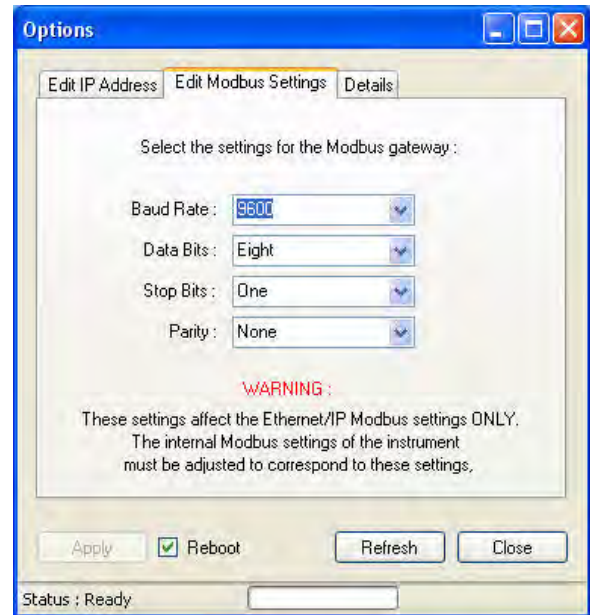 Options
Edit IP Address Edit Modbus Settings Details
Select the settings for the Modbus gateway :
Baud Rate : 9600
Data Bits : Eight
Stop Bits : One
Parity : None
WARNING :
These settings affect the Ethernet/IP Modbus settings ONLY.
The internal Modbus settings of the instrument
must be adjusted to correspond to these settings,
Apply Reboot Refresh Close
Status : Ready